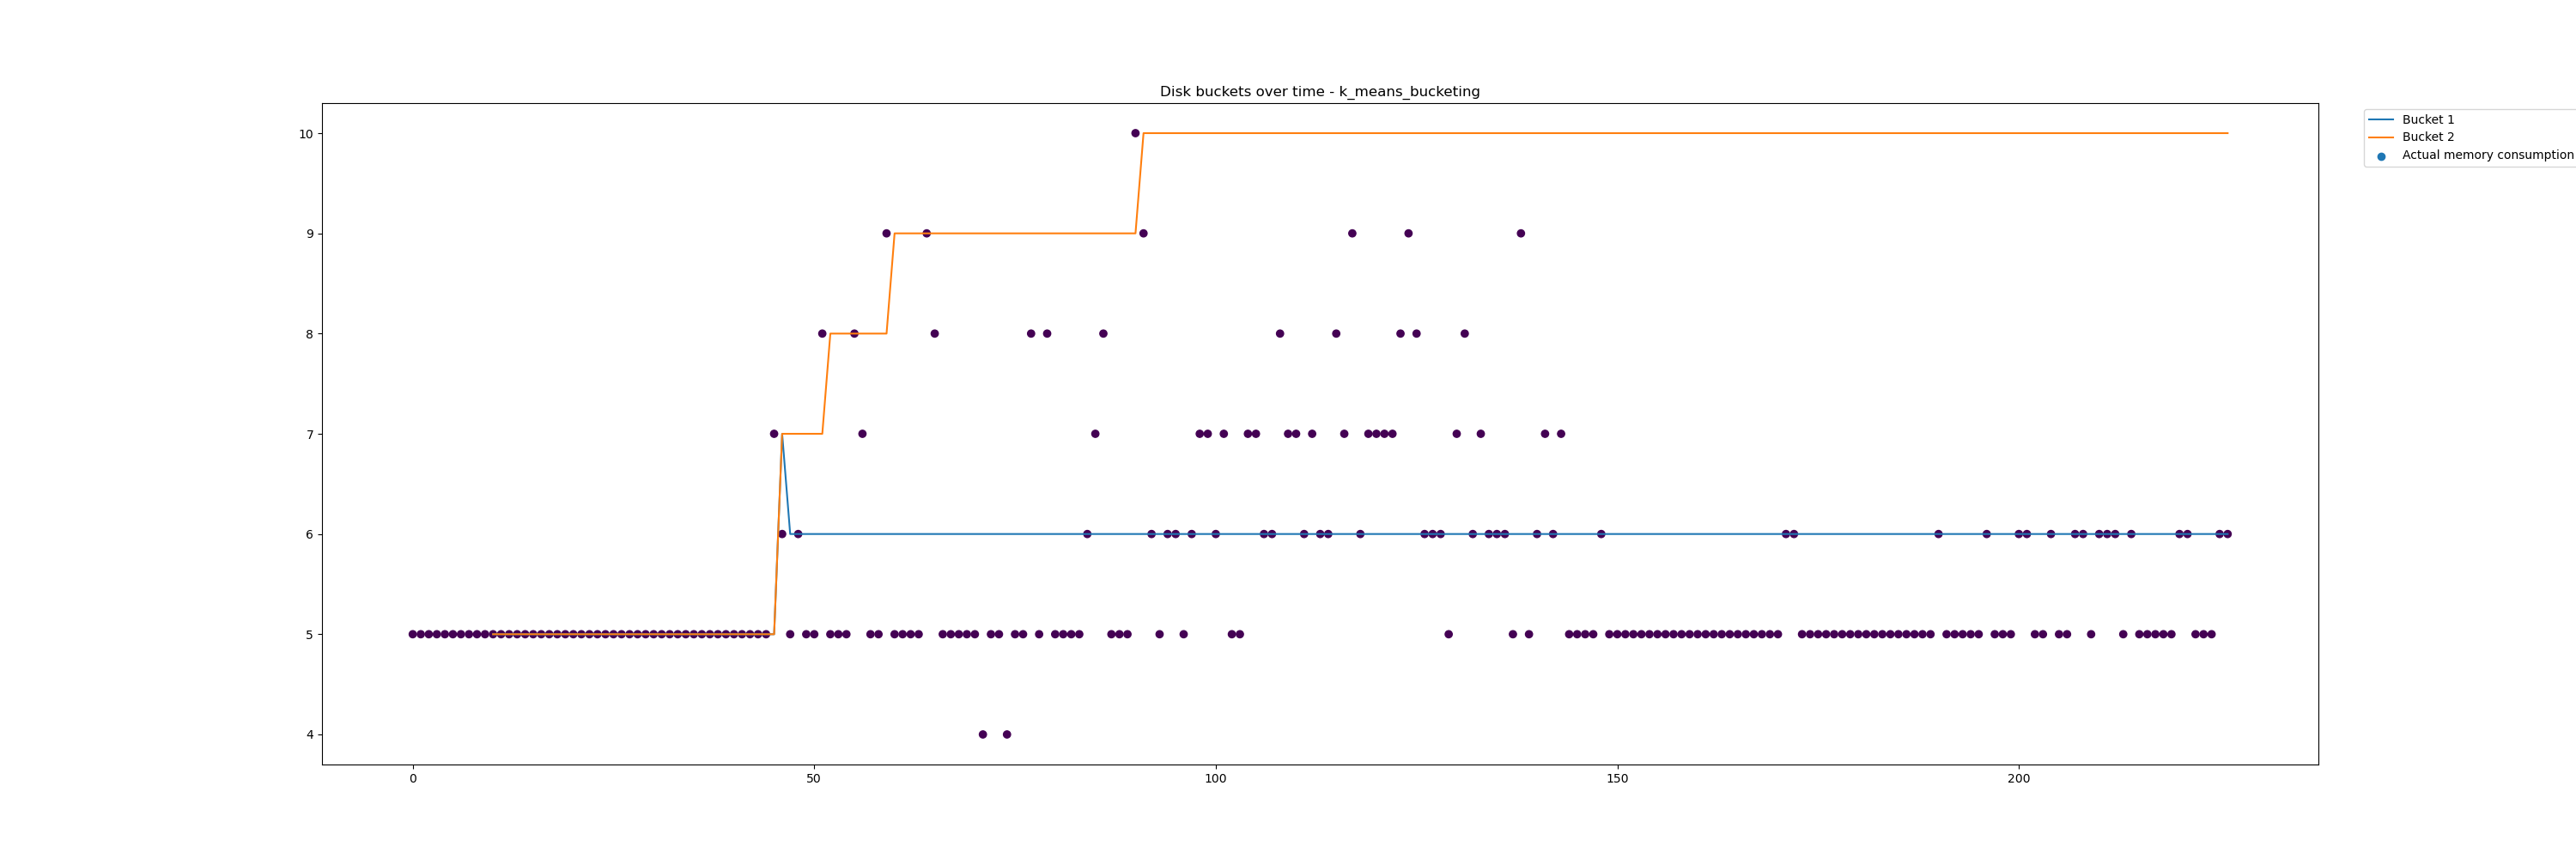 Disk buckets over time - k_means_bucketing
10
9
8
7
6
5
4
0 50 100 150 200
Bucket 1
Bucket 2
Actual memory consumption